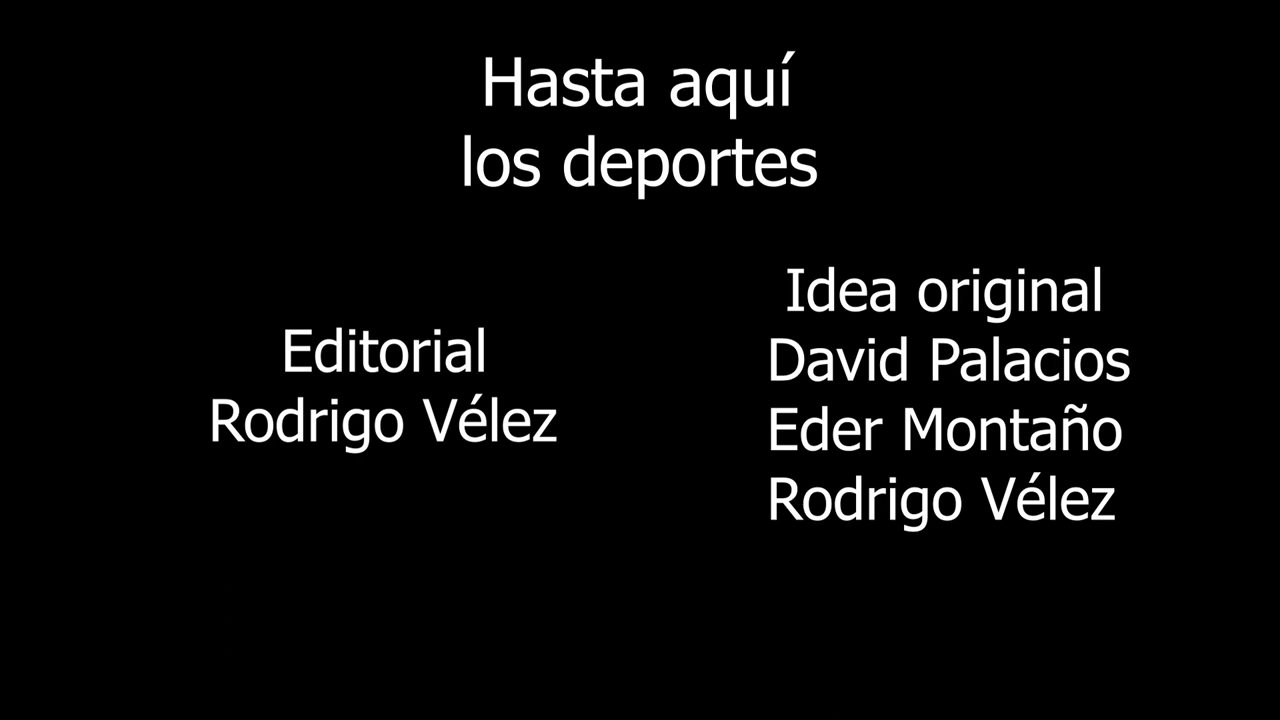 Hasta aquí
los deportes
Editorial
Rodrigo Vélez
Idea original
David Palacios
Eder Montaño
Rodrigo Vélez